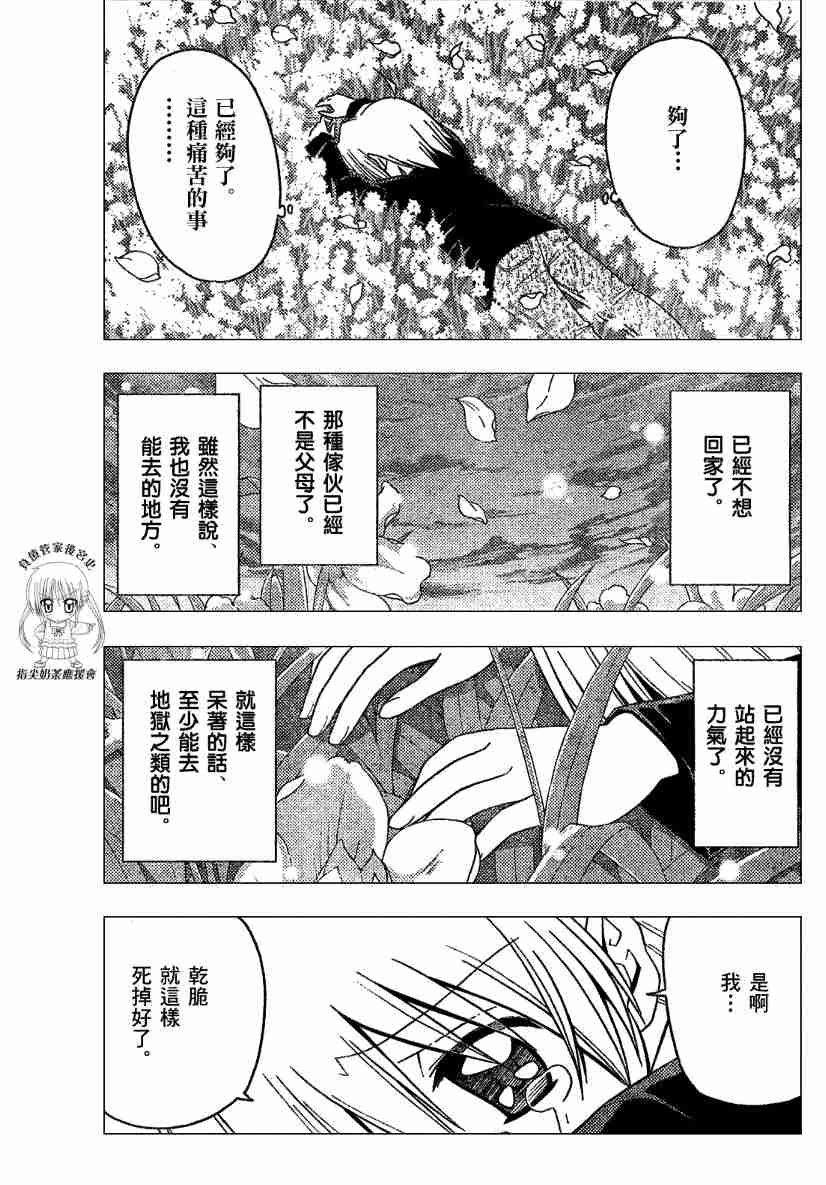 夠了…
已經夠了。
這種痛苦的事
………
已經不想
回家了。
那種傢伙已經
不是父母了。
雖然這樣說、
我也沒有
能去的地方。
負債管家後宮史
指尖奶茶應援會
已經沒有
站起來的
力氣了。
就這樣
呆著的話、
至少能去
地獄之類的吧。
是啊
我…
乾脆
就這樣
死掉好了。